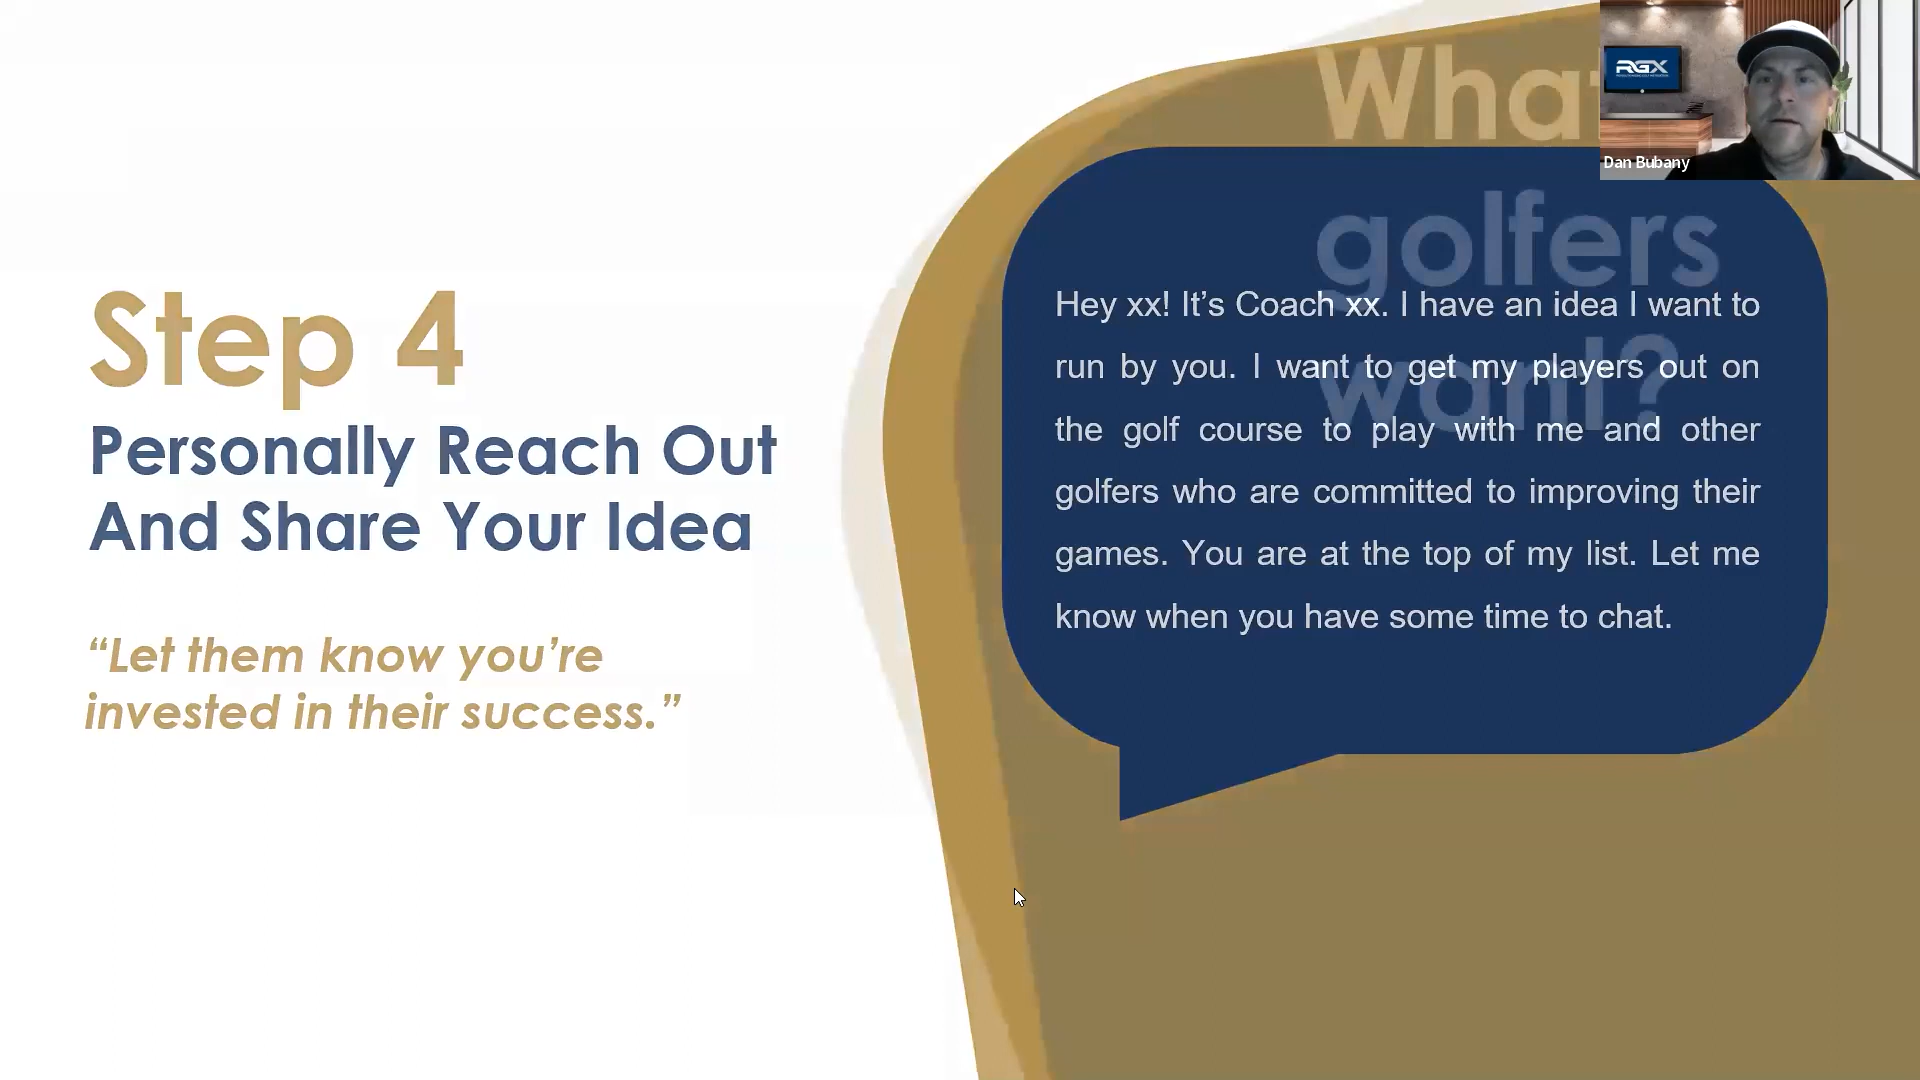 Step 4
Personally Reach Out
And Share Your Idea
“Let them know you’re
invested in their success.”
What
golfers
want?
Hey xx! It’s Coach xx. I have an idea I want to
run by you. I want to get my players out on
the golf course to play with me and other
golfers who are committed to improving their
games. You are at the top of my list. Let me
know when you have some time to chat.
RGX
Dan Bubany